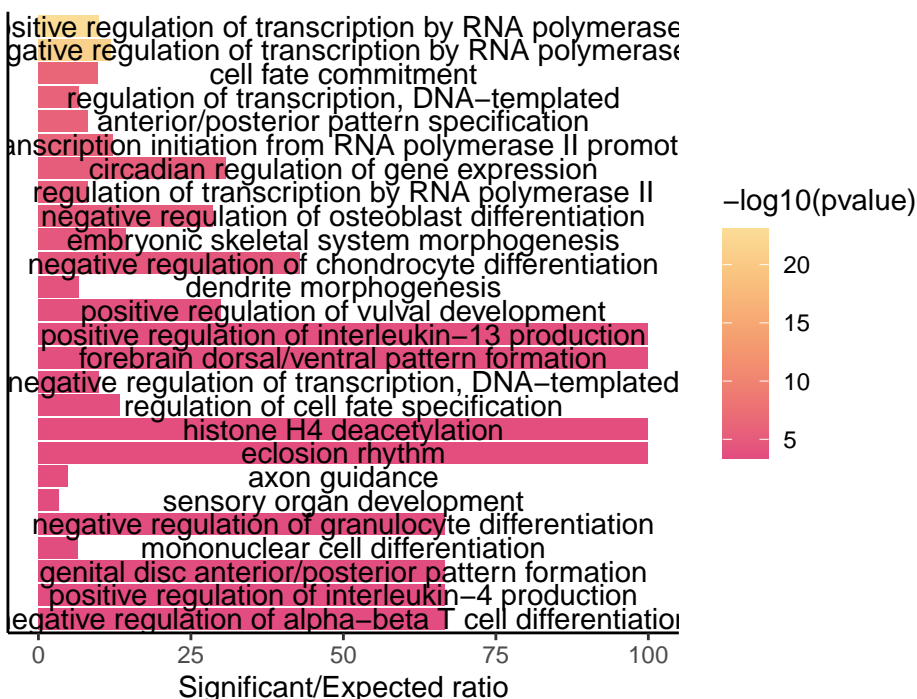 sitive regulation of transcription by RNA polymerase
gative regulation of transcription by RNA polymerase
cell fate commitment
regulation of transcription, DNA−templated
anterior/posterior pattern specification
anscription initiation from RNA polymerase II promot
circadian regulation of gene expression
regulation of transcription by RNA polymerase II
negative regulation of osteoblast differentiation
embryonic skeletal system morphogenesis
negative regulation of chondrocyte differentiation
dendrite morphogenesis
positive regulation of vulval development
positive regulation of interleukin−13 production
forebrain dorsal/ventral pattern formation
negative regulation of transcription, DNA−templated
regulation of cell fate specification
histone H4 deacetylation
eclosion rhythm
axon guidance
sensory organ development
negative regulation of granulocyte differentiation
mononuclear cell differentiation
genital disc anterior/posterior pattern formation
positive regulation of interleukin−4 production
egative regulation of alpha−beta T cell differentiation
0 25 50 75 100
Significant/Expected ratio
−log10(pvalue)
20
15
10
5